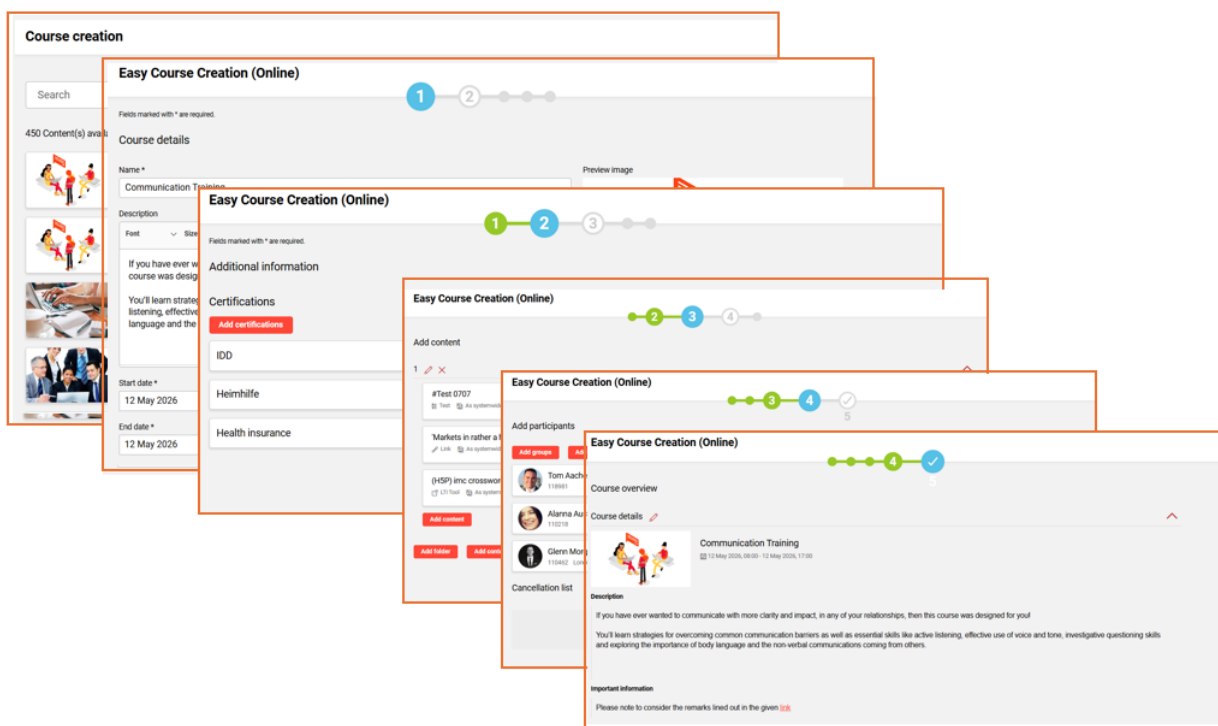 Course creation
Search
450 Content(s)
Easy Course Creation (Online)
1
2
Fields marked with * are required.
Course details
Name *
Preview image
Communication
Description
Font
Size
If you have ever
course was
You'll learn
listening, effective
language and the
Start date *
12 May 2026
End date *
12 May 2026
Easy Course Creation (Online)
1
2
3
Fields marked with * are required.
Additional information
Certifications
Add certifications
IDD
Heimhilfe
Health insurance
Easy Course Creation (Online)
2
3
4
Add content
1
#Test 0707
Test As
'Markets in rather a
Link As
(H5P) imc
LTI Tool As
Add content
Add folder Add
Easy Course Creation (Online)
3
4
5
Add participants
Add groups
Tom
118981
Alanna
110218
Glenn
110462
Cancellation list
Easy Course Creation (Online)
4
5
Course overview
Course details
Communication Training
12 May 2026, 08:00 - 12 May 2026, 17:00
Description
If you have ever wanted to communicate with more clarity and impact, in any of your relationships, then this course was designed for you!
You'll learn strategies for overcoming common communication barriers as well as essential skills like active listening, effective use of voice and tone, investigative questioning skills
and exploring the importance of body language and the non-verbal communications coming from others.
Important information
Please note to consider the remarks lined out in the given link